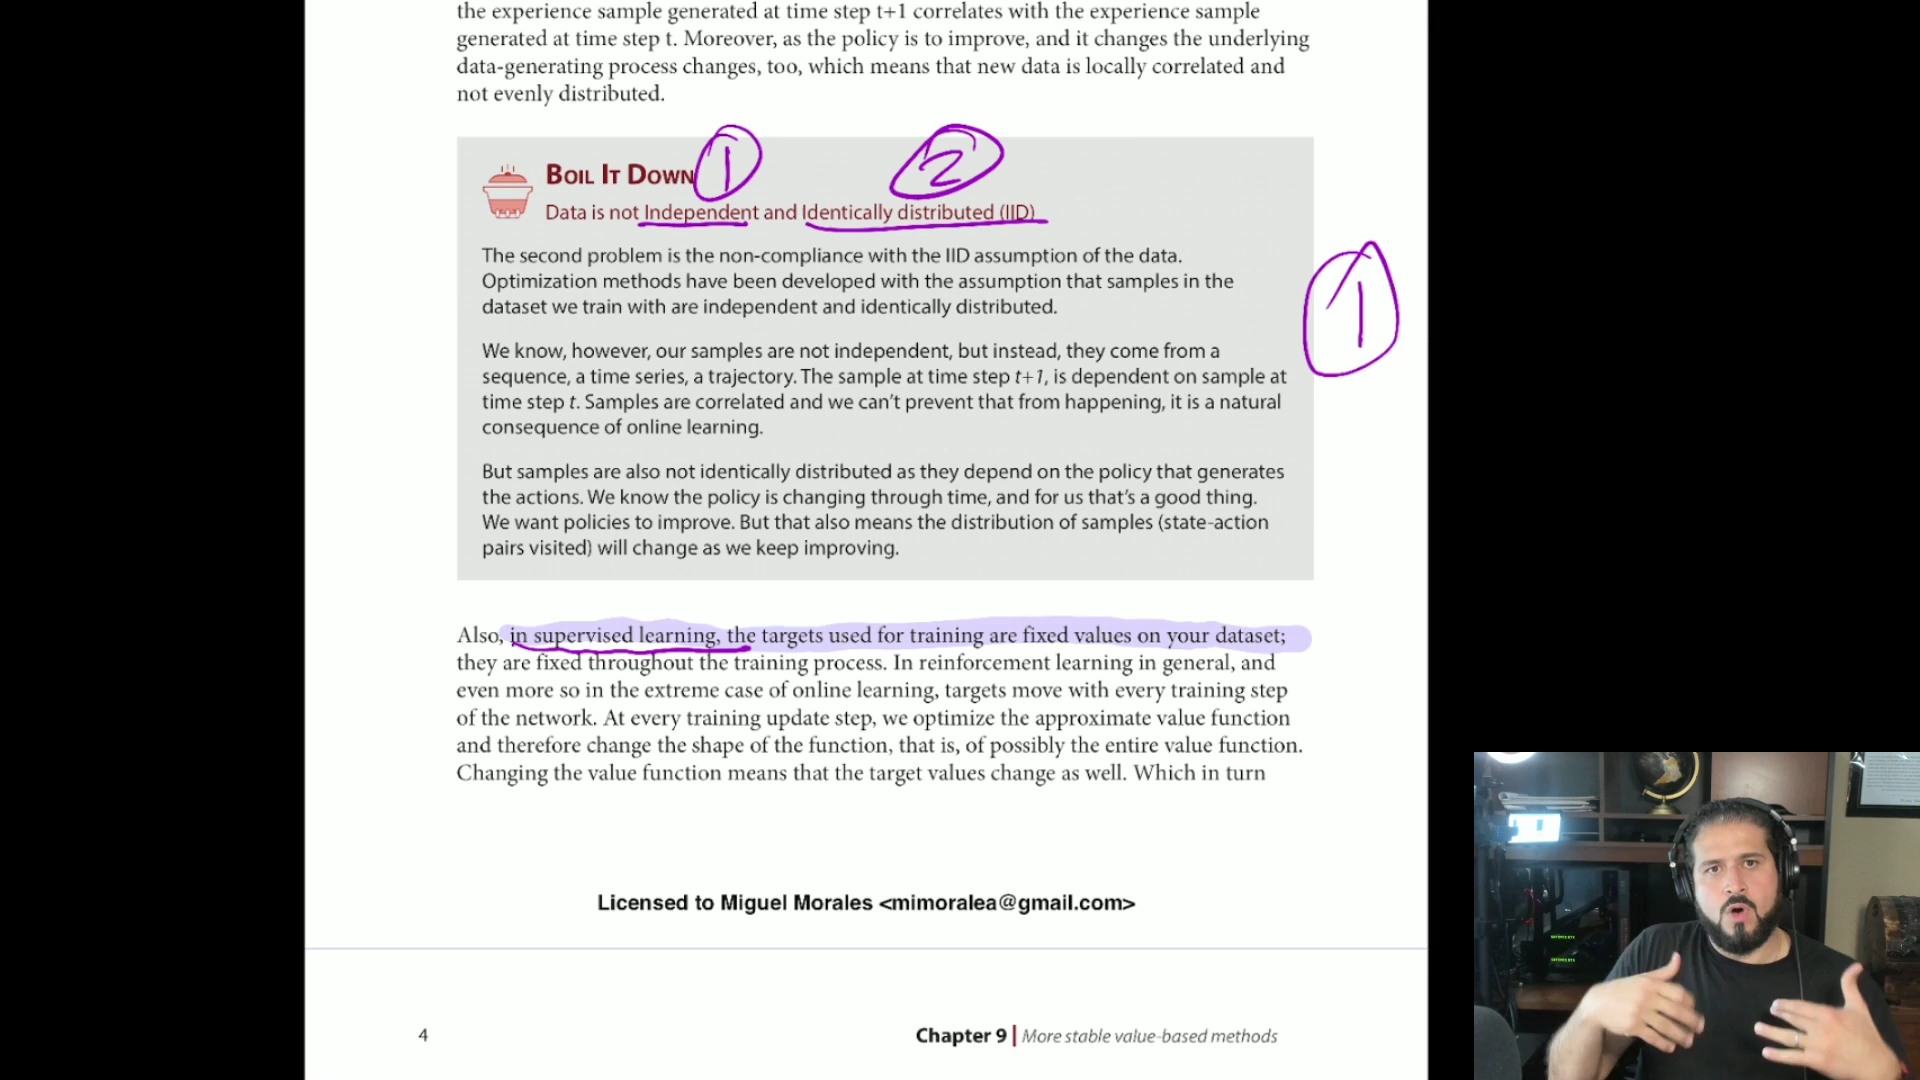 the experience sample generated at time step t+1 correlates with the experience sample
generated at time step t. Moreover, as the policy is to improve, and it changes the underlying
data-generating process changes, too, which means that new data is locally correlated and
not evenly distributed.
1
2
BOIL IT DOWN
Data is not Independent and Identically distributed (IID)
The second problem is the non-compliance with the IID assumption of the data.
Optimization methods have been developed with the assumption that samples in the
dataset we train with are independent and identically distributed.
1
We know, however, our samples are not independent, but instead, they come from a
sequence, a time series, a trajectory. The sample at time step t+1, is dependent on sample at
time step t. Samples are correlated and we can't prevent that from happening, it is a natural
consequence of online learning.
But samples are also not identically distributed as they depend on the policy that generates
the actions. We know the policy is changing through time, and for us that's a good thing.
We want policies to improve. But that also means the distribution of samples (state-action
pairs visited) will change as we keep improving.
Also, in supervised learning, the targets used for training are fixed values on your dataset;
they are fixed throughout the training process. In reinforcement learning in general, and
even more so in the extreme case of online learning, targets move with every training step
of the network. At every training update step, we optimize the approximate value function
and therefore change the shape of the function, that is, of possibly the entire value function.
Changing the value function means that the target values change as well. Which in turn
Licensed to Miguel Morales <mimoralea@gmail.com>
4
Chapter 9 | More stable value-based methods